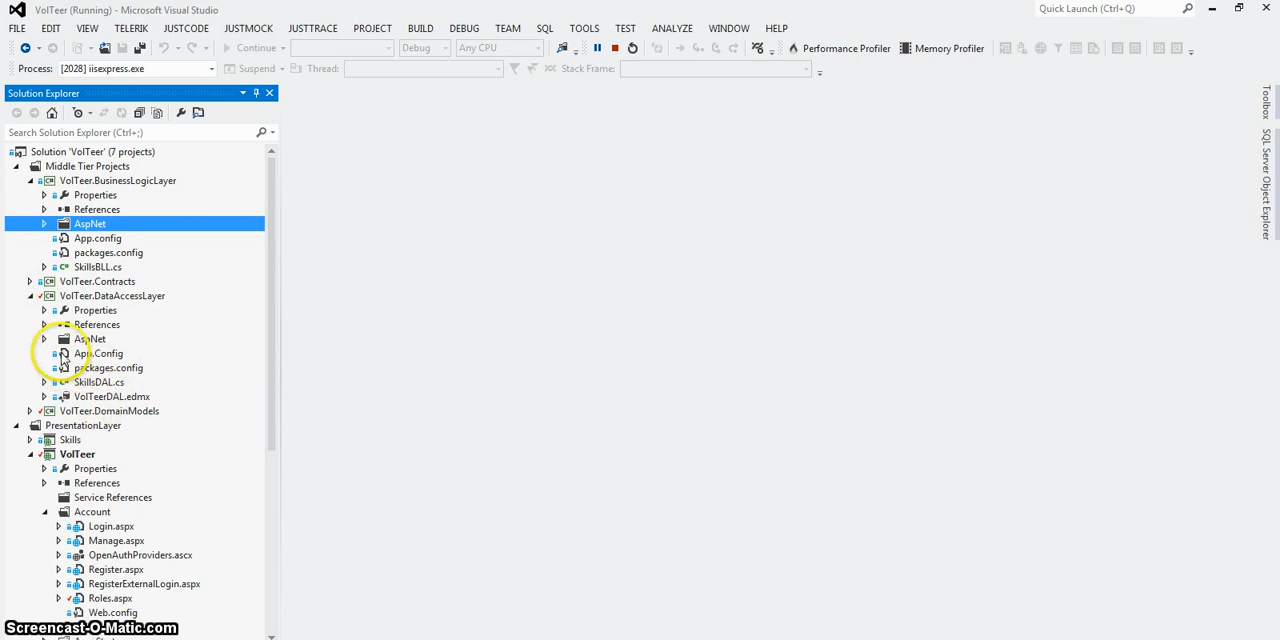 VolTeer (Running) - Microsoft Visual Studio
Quick Launch (Ctrl+Q)
FILE EDIT VIEW TELERIK JUSTCODE JUSTMOCK JUSTTRACE PROJECT BUILD DEBUG TEAM SQL TOOLS TEST ANALYZE WINDOW HELP
Continue Debug Any CPU Performance Profiler Memory Profiler
Process: [2028] iisexpress.exe Suspend Thread: Stack Frame:
Solution Explorer
Search Solution Explorer (Ctrl+;)
Solution 'VolTeer' (7 projects)
Middle Tier Projects
VolTeer.BusinessLogicLayer
Properties
References
AspNet
App.config
packages.config
SkillsBLL.cs
VolTeer.Contracts
VolTeer.DataAccessLayer
Properties
References
AspNet
App.Config
packages.config
SkillsDAL.cs
VolTeerDAL.edmx
VolTeer.DomainModels
PresentationLayer
Skills
VolTeer
Properties
References
Service References
Account
Login.aspx
Manage.aspx
OpenAuthProviders.ascx
Register.aspx
RegisterExternalLogin.aspx
Roles.aspx
Web.config
Screencast-O-Matic.com
Toolbox
SQL Server Object Explorer